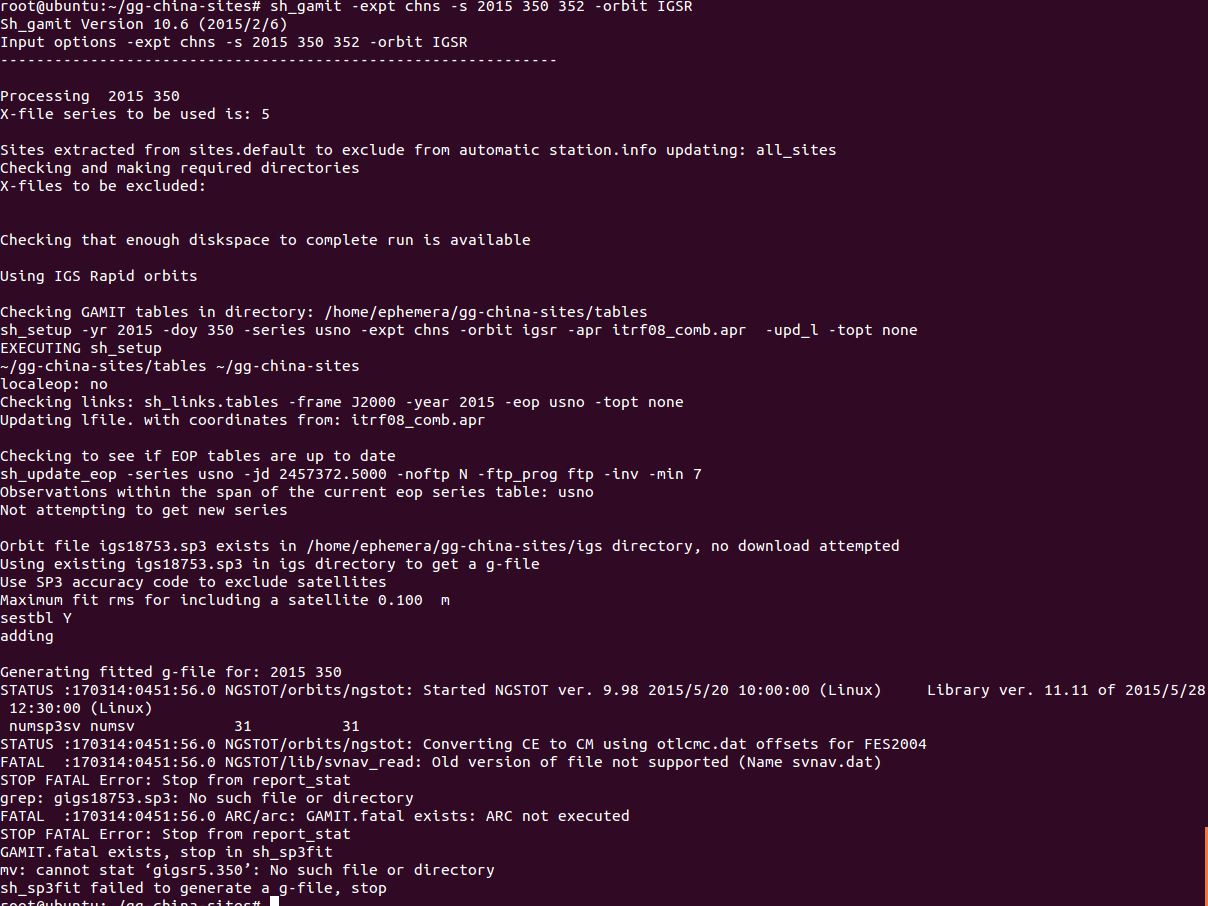 root@ubuntu:~/gg-china-sites# sh_gamit -expt chns -s 2015 350 352 -orbit IGSR
Sh_gamit Version 10.6 (2015/2/6)
Input options -expt chns -s 2015 350 352 -orbit IGSR
--------------------------------------------------------------
Processing  2015 350
X-file series to be used is: 5
Sites extracted from sites.default to exclude from automatic station.info updating: all_sites
Checking and making required directories
X-files to be excluded:
Checking that enough diskspace to complete run is available
Using IGS Rapid orbits
Checking GAMIT tables in directory: /home/ephemera/gg-china-sites/tables
sh_setup -yr 2015 -doy 350 -series usno -expt chns -orbit igsr -apr itrf08_comb.apr  -upd_l -topt none
EXECUTING sh_setup
~/gg-china-sites/tables ~/gg-china-sites
localeop: no
Checking links: sh_links.tables -frame J2000 -year 2015 -eop usno -topt none
Updating lfile. with coordinates from: itrf08_comb.apr
Checking to see if EOP tables are up to date
sh_update_eop -series usno -jd 2457372.5000 -noftp N -ftp_prog ftp -inv -min 7
Observations within the span of the current eop series table: usno
Not attempting to get new series
Orbit file igs18753.sp3 exists in /home/ephemera/gg-china-sites/igs directory, no download attempted
Using existing igs18753.sp3 in igs directory to get a g-file
Use SP3 accuracy code to exclude satellites
Maximum fit rms for including a satellite 0.100  m
sestbl Y
adding
Generating fitted g-file for: 2015 350
STATUS :170314:0451:56.0 NGSTOT/orbits/ngstot: Started NGSTOT ver. 9.98 2015/5/20 10:00:00 (Linux)     Library ver. 11.11 of 2015/5/28
 12:30:00 (Linux)
 numsp3sv numsv          31          31
STATUS :170314:0451:56.0 NGSTOT/orbits/ngstot: Converting CE to CM using otlcmc.dat offsets for FES2004
FATAL  :170314:0451:56.0 NGSTOT/lib/svnav_read: Old version of file not supported (Name svnav.dat)
STOP FATAL Error: Stop from report_stat
grep: gigs18753.sp3: No such file or directory
FATAL  :170314:0451:56.0 ARC/arc: GAMIT.fatal exists: ARC not executed
STOP FATAL Error: Stop from report_stat
GAMIT.fatal exists, stop in sh_sp3fit
mv: cannot stat ‘gigsr5.350’: No such file or directory
sh_sp3fit failed to generate a g-file, stop
root@ubuntu:~/gg-china-sites#